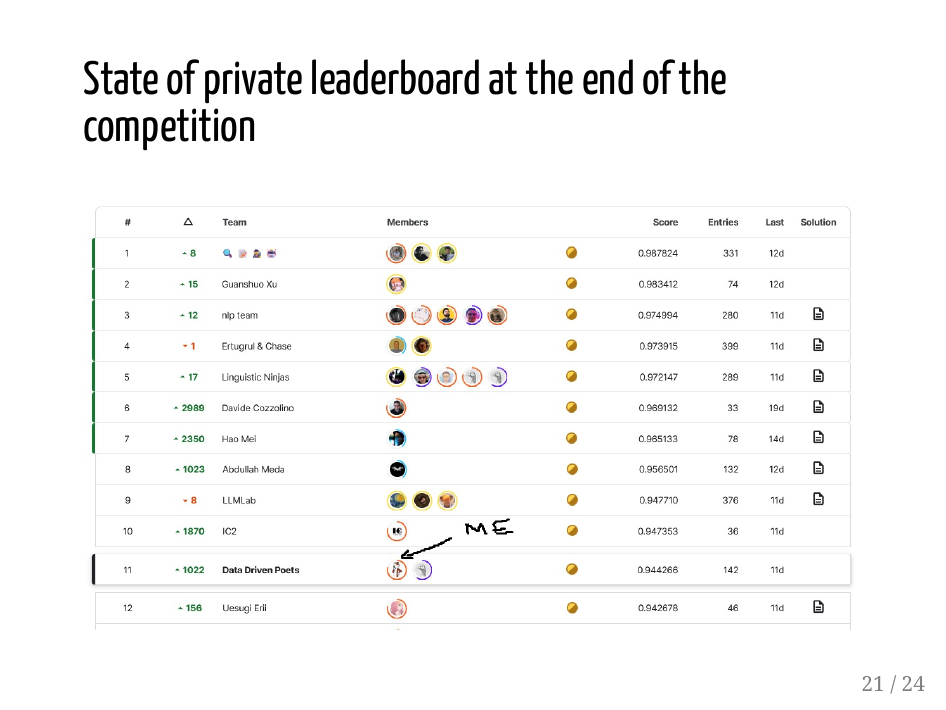 State of private leaderboard at the end of the
competition
# △ Team Members Score Entries Last Solution
1 8 0.987824 331 12d
2 15 Guanshuo Xu 0.983412 74 12d
3 12 nlp team 0.974994 280 11d
4 1 Ertugrul & Chase 0.973915 399 11d
5 17 Linguistic Ninjas 0.972147 289 11d
6 2989 Davide Cozzolino 0.969132 33 19d
7 2350 Hao Mei 0.965133 78 14d
8 1023 Abdullah Meda 0.956501 132 12d
9 8 LLMLab 0.947710 376 11d
10 1870 IC2 0.947353 36 11d
ME
11 1022 Data Driven Poets 0.944266 142 11d
12 156 Uesugi Erii 0.942678 46 11d
21 / 24